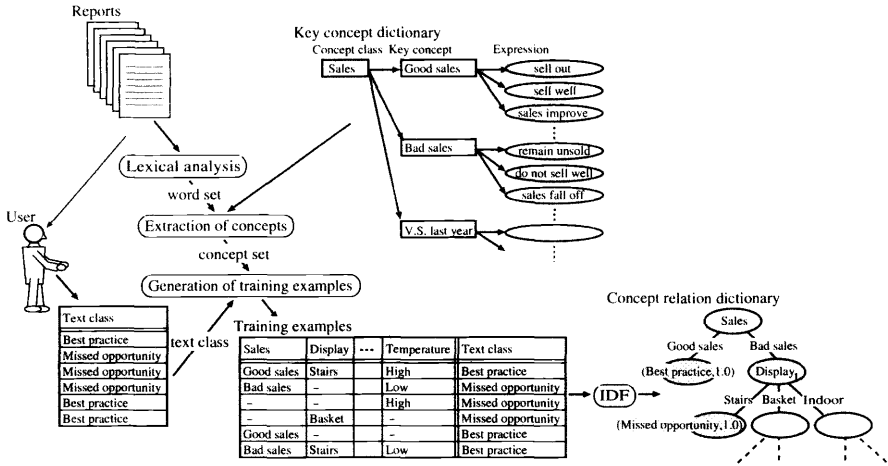 Reports
Key concept dictionary
Concept class Key concept Expression
Sales
Good sales
sell out
sell well
sales improve
Bad sales
remain unsold
do not sell well
sales fall off
V.S. last year
Lexical analysis
word set
Extraction of concepts
concept set
Generation of training examples
User
Text class
Best practice
Missed opportunity
Missed opportunity
Missed opportunity
Best practice
Best practice
text class
Training examples
Sales Display --- Temperature Text class
Good sales Stairs High Best practice
Bad sales – Low Missed opportunity
– – High Missed opportunity
– Basket – Missed opportunity
Good sales – – Best practice
Bad sales Stairs Low Best practice
IDF
Concept relation dictionary
Sales
Good sales Bad sales
(Best practice,1.0)
Display
Stairs Basket Indoor
(Missed opportunity,1.0)